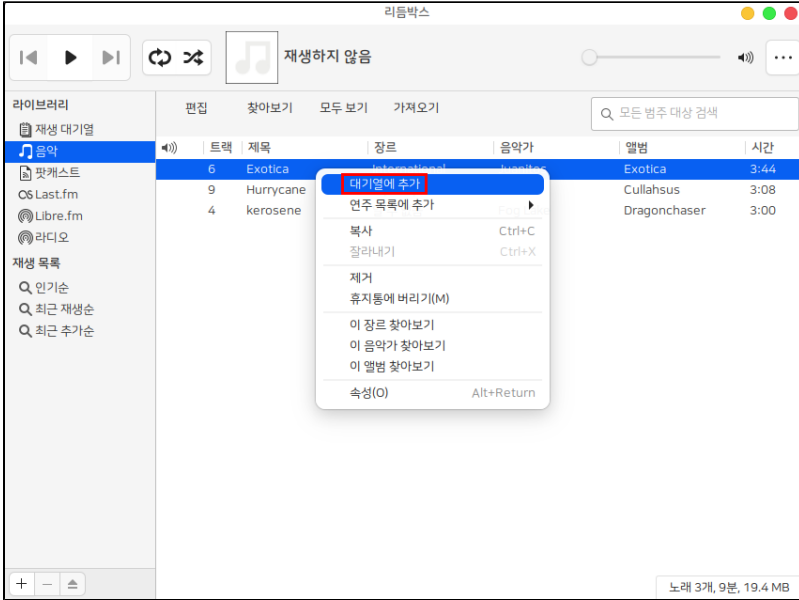 리듬박스
재생하지 않음
라이브러리
재생 대기열
음악
팟캐스트
Last.fm
Libre.fm
라디오
재생 목록
인기순
최근 재생순
최근 추가순
편집 찾아보기 모두 보기 가져오기
모든 범주 대상 검색
트랙 제목 장르 음악가 앨범 시간
6 Exotica International Juanitos Exotica 3:44
9 Hurrycane Cullahsus 3:08
4 kerosene Dragonchaser 3:00
대기열에 추가
연주 목록에 추가
복사 Ctrl+C
잘라내기 Ctrl+X
제거
휴지통에 버리기(M)
이 장르 찾아보기
이 음악가 찾아보기
이 앨범 찾아보기
속성(O) Alt+Return
노래 3개, 9분, 19.4 MB